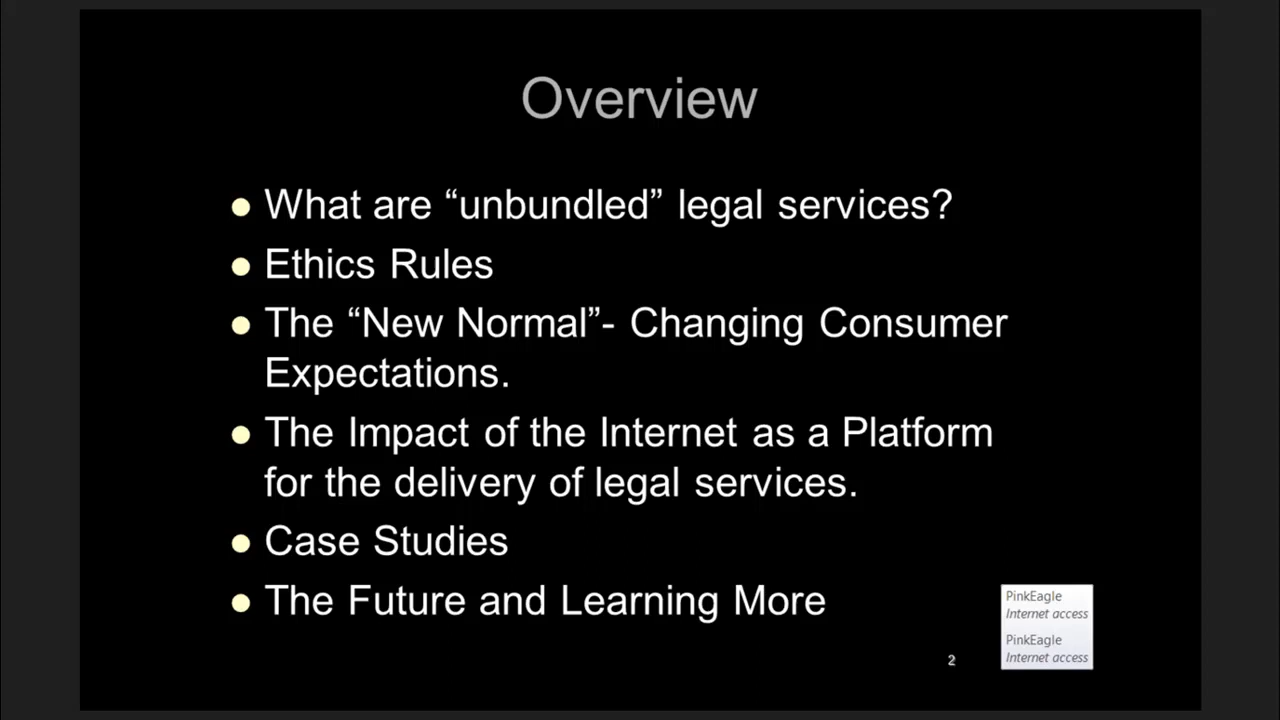 Overview
● What are “unbundled” legal services?
● Ethics Rules
● The “New Normal”- Changing Consumer
Expectations.
● The Impact of the Internet as a Platform
for the delivery of legal services.
● Case Studies
● The Future and Learning More
PinkEagle
Internet access
PinkEagle
Internet access
2